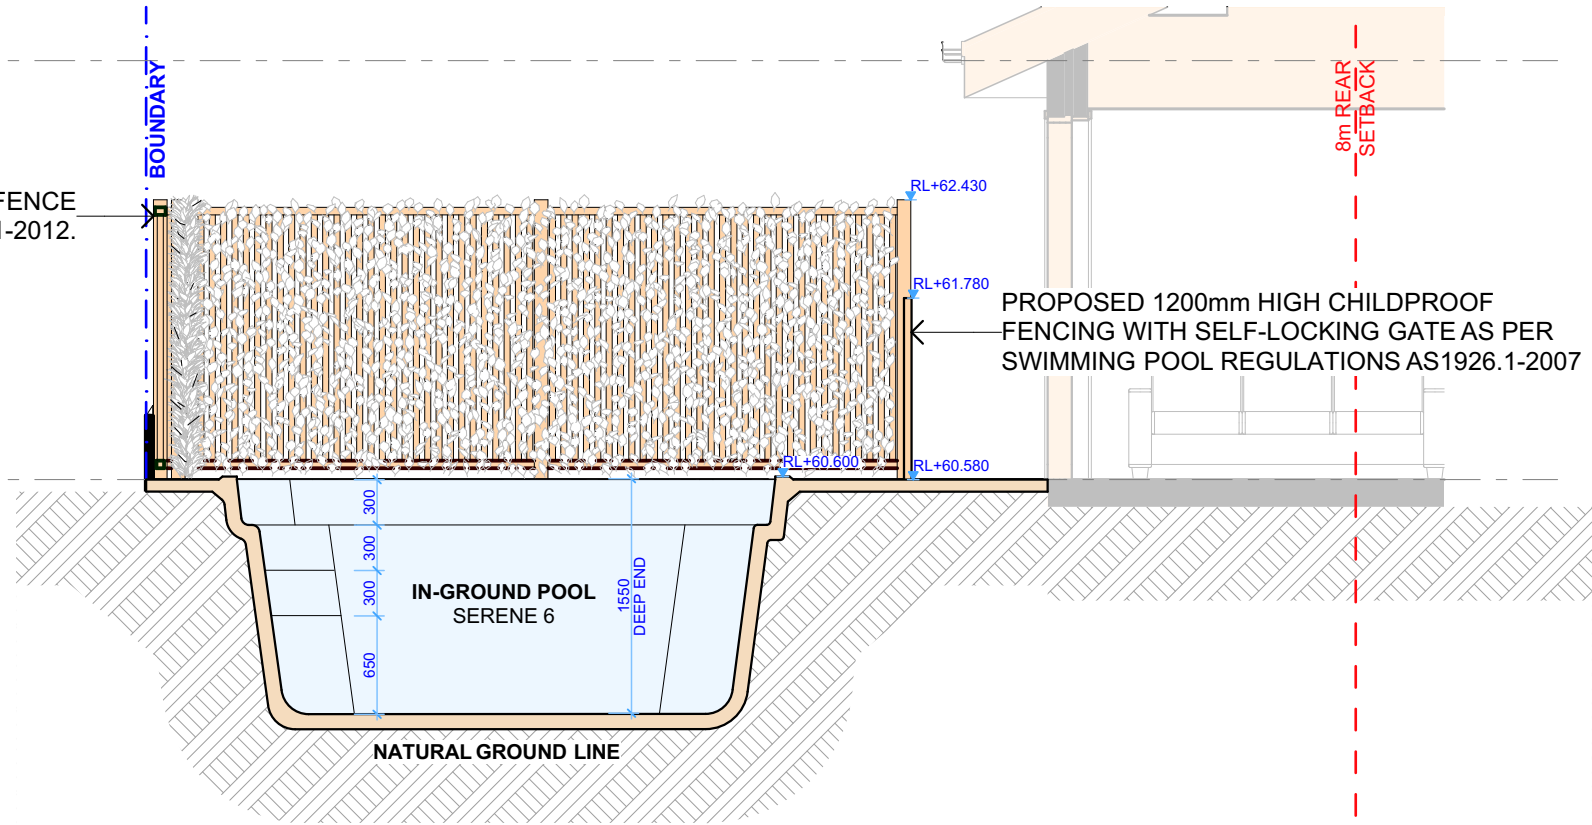 BOUNDARY
8m REAR
SETBACK
FENCE
1-2012.
RL+62.430
RL+61.780
PROPOSED 1200mm HIGH CHILDPROOF
FENCING WITH SELF-LOCKING GATE AS PER
SWIMMING POOL REGULATIONS AS1926.1-2007
RL+60.600
RL+60.580
300
300
300
650
IN-GROUND POOL
SERENE 6
1550
DEEP END
NATURAL GROUND LINE